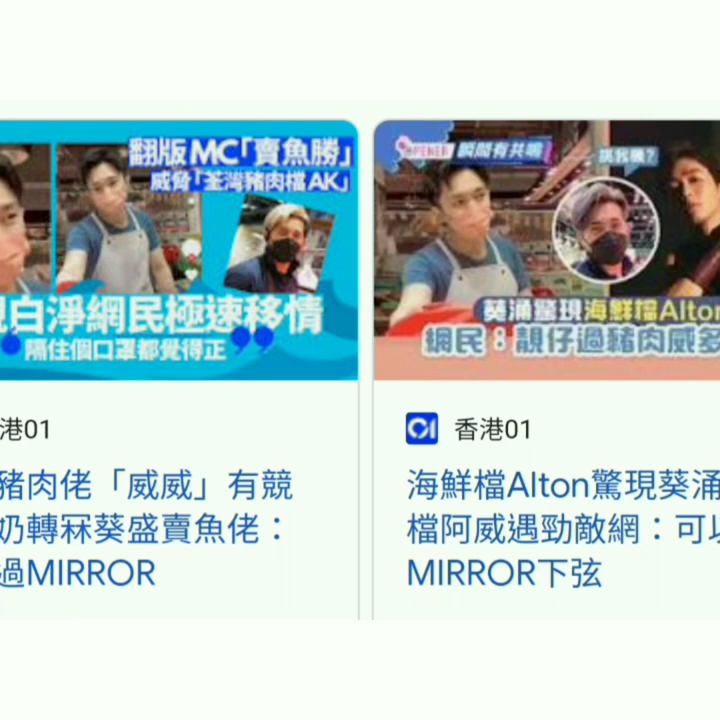 翻版MC「賣魚勝」
威脅「荃灣豬肉檔AK」
白淨網民極速移情
隔住個口罩都覺得正
港01
豬肉佬「威威」有競
奶轉冧葵盛賣魚佬：
過MIRROR
瞬間有共鳴
挑我機？
葵涌驚現海鮮檔Alton
網民：靚仔過豬肉威多
香港01
海鮮檔Alton驚現葵涌
檔阿威遇勁敵網：可以
MIRROR下弦